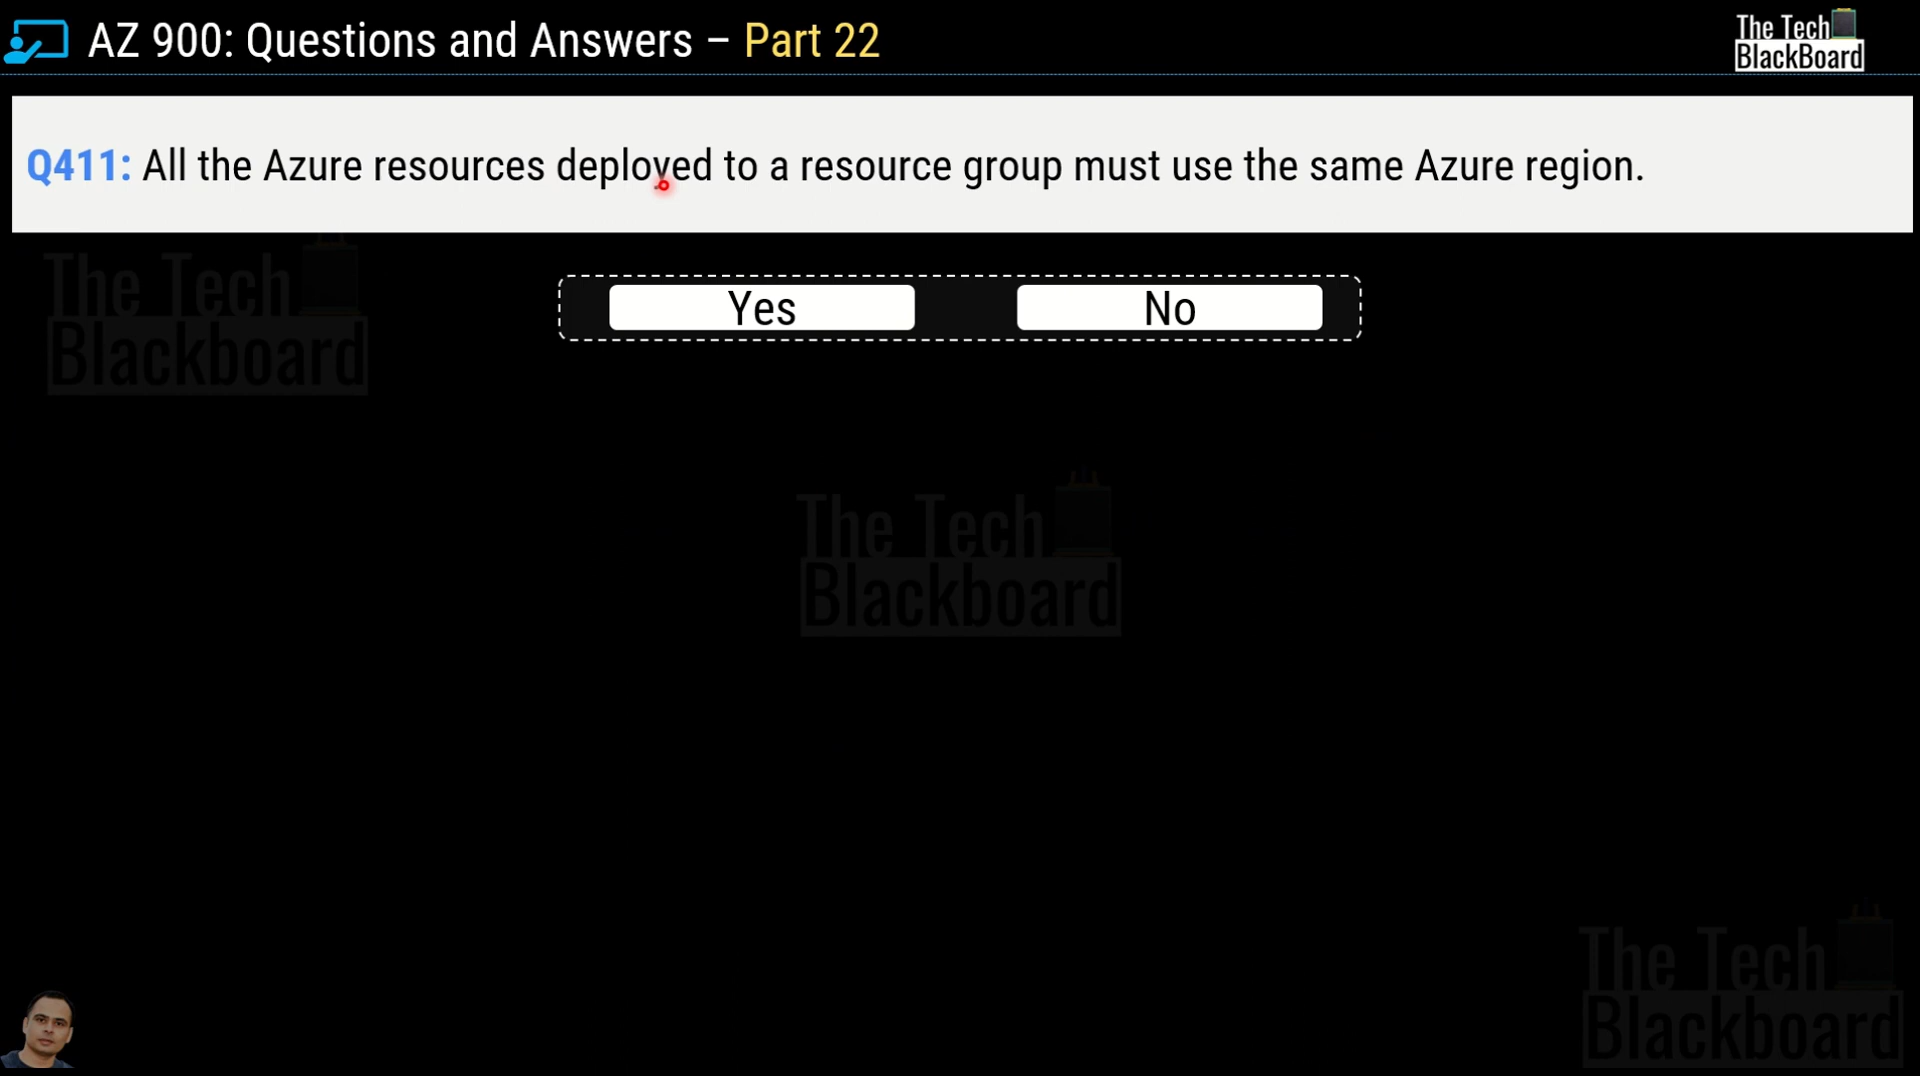 AZ 900: Questions and Answers – Part 22
The Tech
BlackBoard
Q411: All the Azure resources deployed to a resource group must use the same Azure region.
Yes No
The Tech
Blackboard
The Tech
Blackboard
The Tech
Blackboard